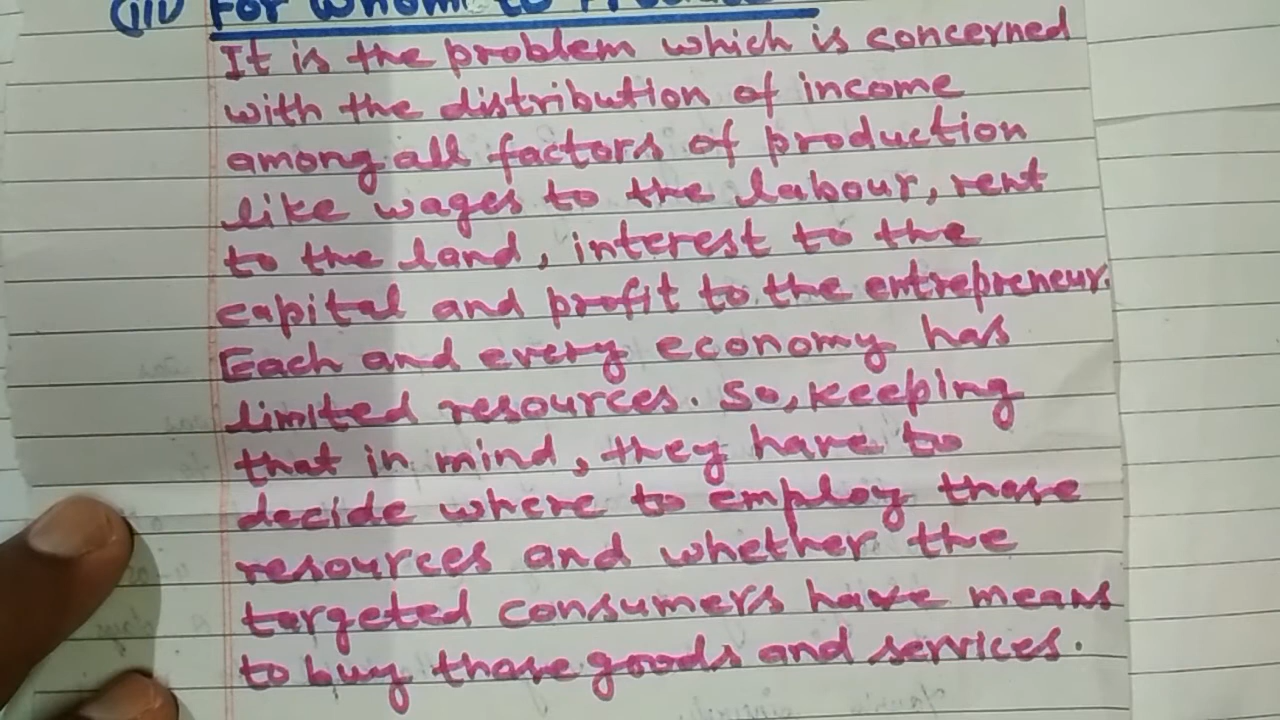 (iii) For Whom to Produce
It is the problem which is concerned
with the distribution of income
among all factors of production
like wages to the labour, rent
to the land, interest to the
capital and profit to the entrepreneur.
Each and every economy has
limited resources. So, keeping
that in mind, they have to
decide where to employ those
resources and whether the
targeted consumers have means
to buy those goods and services.